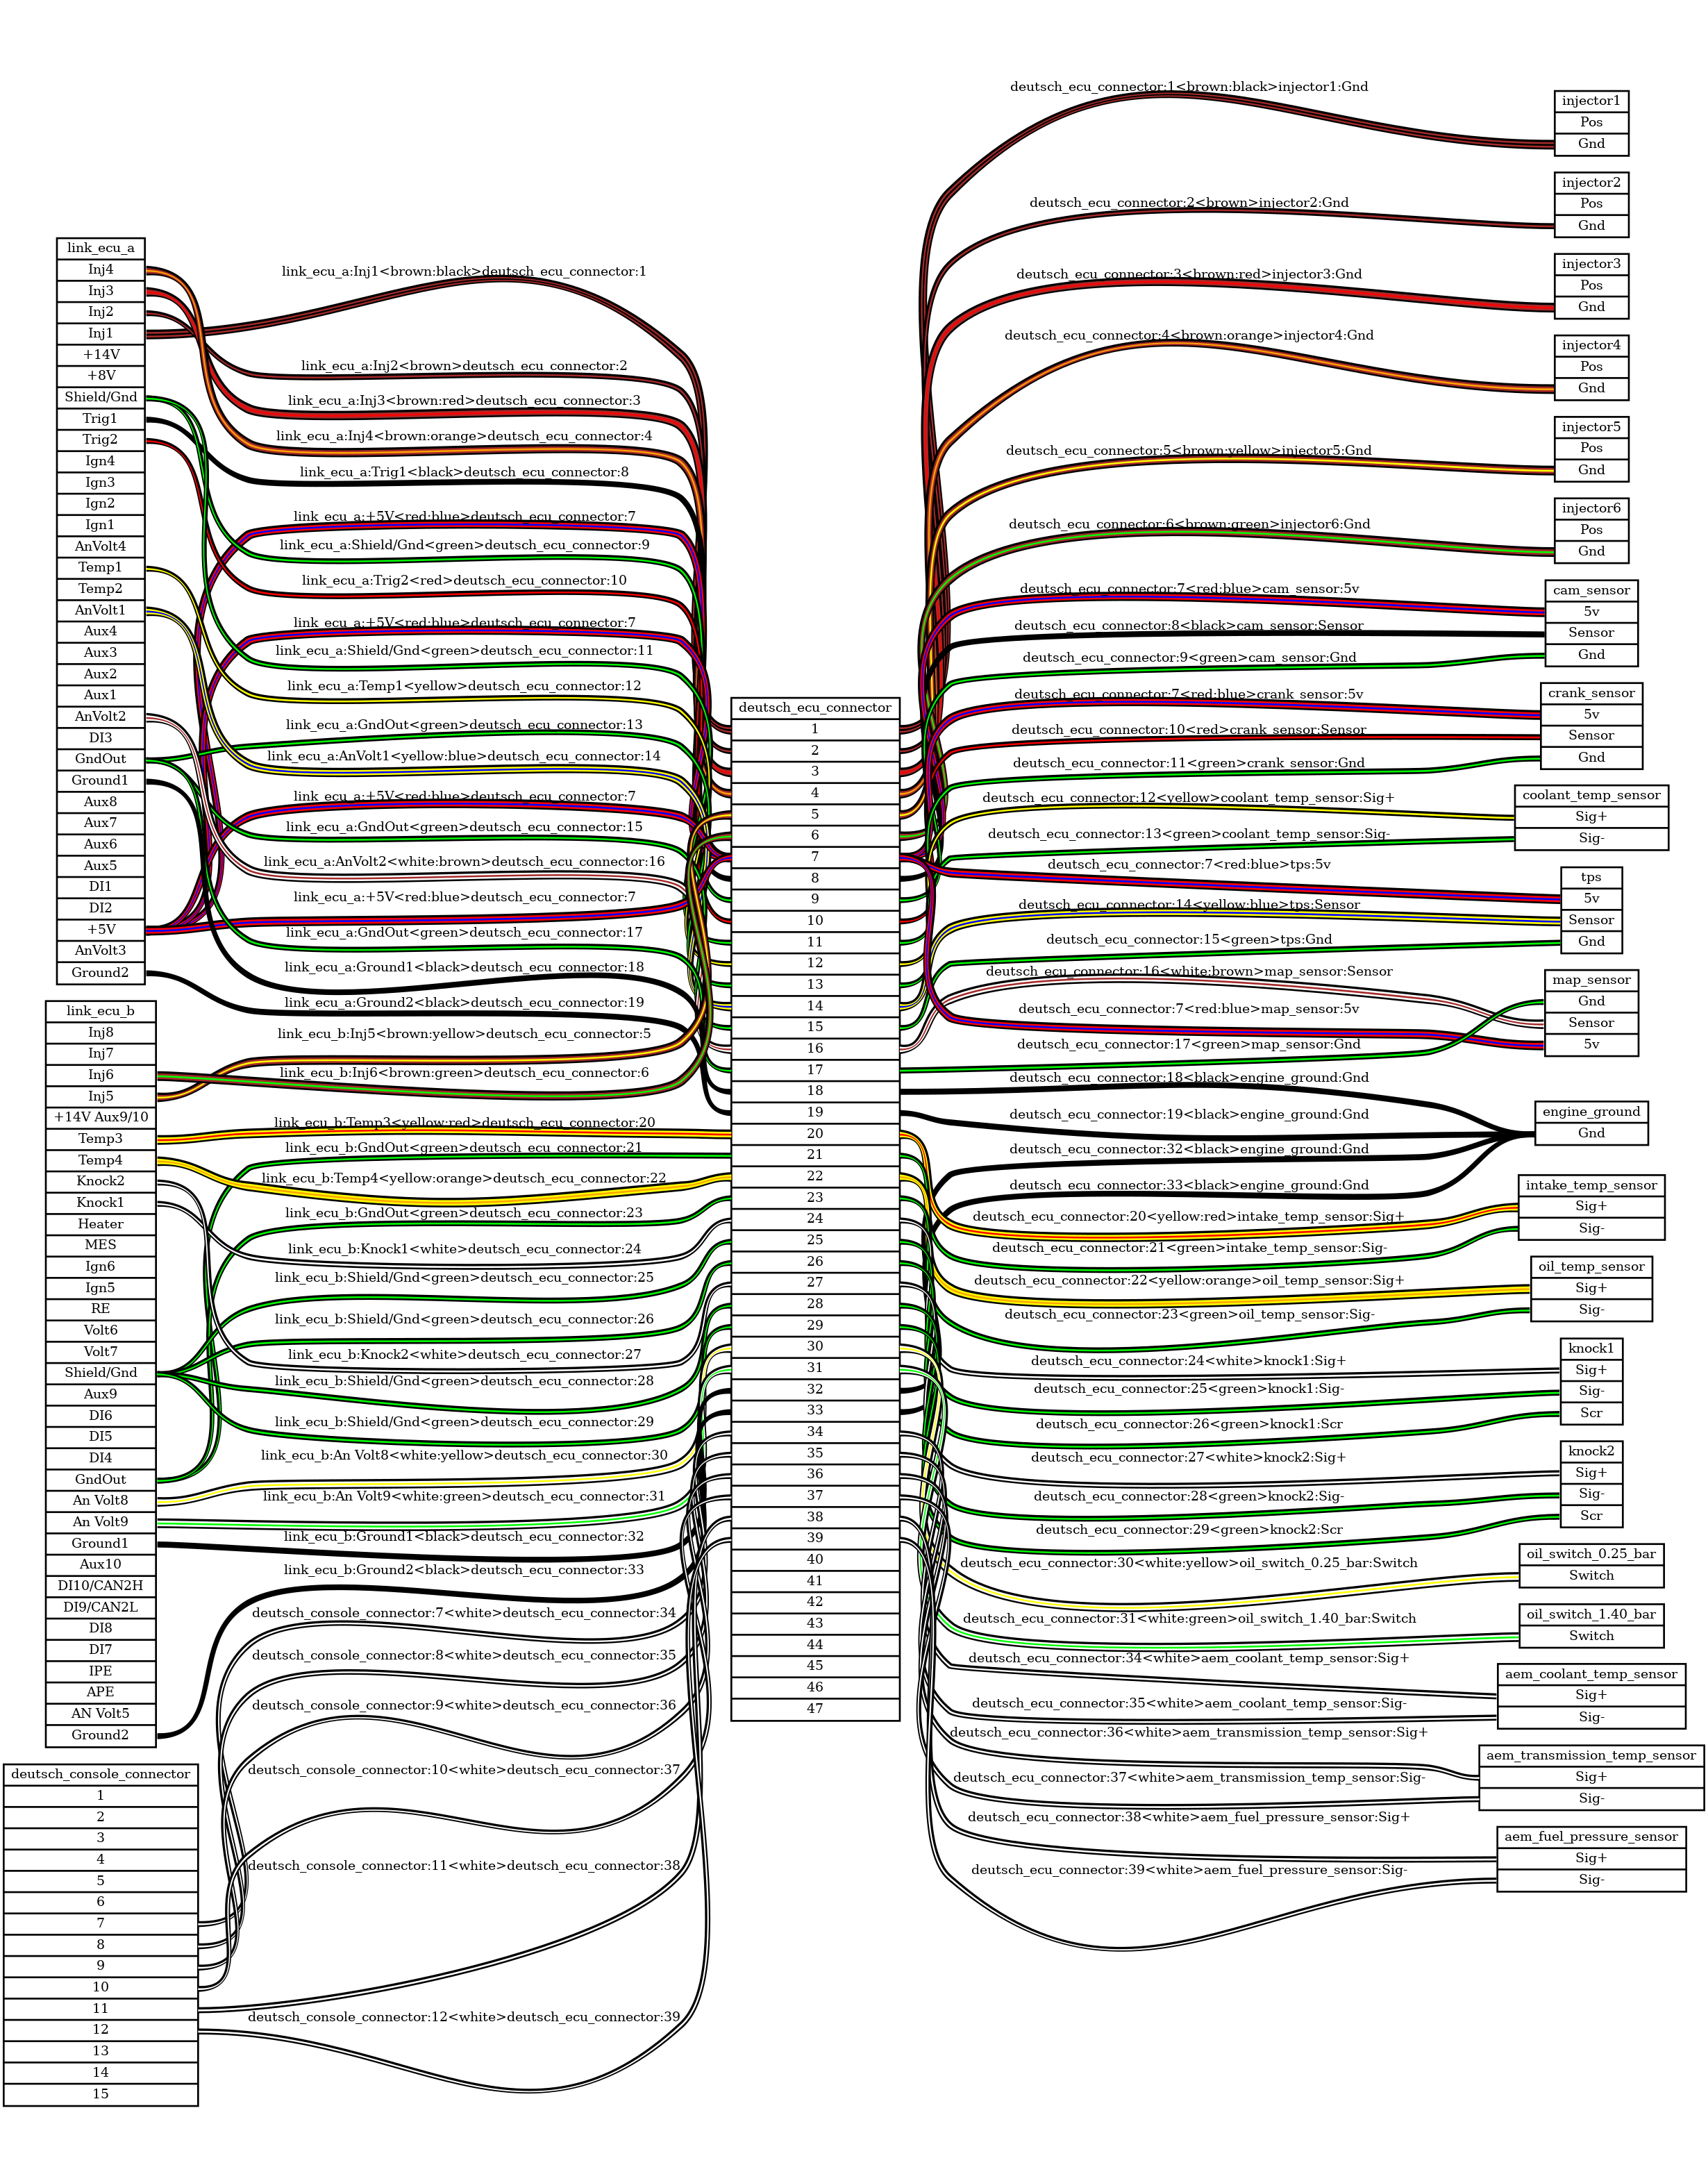 link_ecu_a
Inj4
Inj3
Inj2
Inj1
+14V
+8V
Shield/Gnd
Trig1
Trig2
Ign4
Ign3
Ign2
Ign1
AnVolt4
Temp1
Temp2
AnVolt1
Aux4
Aux3
Aux2
Aux1
AnVolt2
DI3
GndOut
Ground1
Aux8
Aux7
Aux6
Aux5
DI1
DI2
+5V
AnVolt3
Ground2
link_ecu_b
Inj8
Inj7
Inj6
Inj5
+14V Aux9/10
Temp3
Temp4
Knock2
Knock1
Heater
MES
Ign6
Ign5
RE
Volt6
Volt7
Shield/Gnd
Aux9
DI6
DI5
DI4
GndOut
An Volt8
An Volt9
Ground1
Aux10
DI10/CAN2H
DI9/CAN2L
DI8
DI7
IPE
APE
AN Volt5
Ground2
deutsch_console_connector
1
2
3
4
5
6
7
8
9
10
11
12
13
14
15
link_ecu_a:Inj1<brown:black>deutsch_ecu_connector:1
link_ecu_a:Inj2<brown>deutsch_ecu_connector:2
link_ecu_a:Inj3<brown:red>deutsch_ecu_connector:3
link_ecu_a:Inj4<brown:orange>deutsch_ecu_connector:4
link_ecu_a:Trig1<black>deutsch_ecu_connector:8
link_ecu_a:+5V<red:blue>deutsch_ecu_connector:7
link_ecu_a:Shield/Gnd<green>deutsch_ecu_connector:9
link_ecu_a:Trig2<red>deutsch_ecu_connector:10
link_ecu_a:+5V<red:blue>deutsch_ecu_connector:7
link_ecu_a:Shield/Gnd<green>deutsch_ecu_connector:11
link_ecu_a:Temp1<yellow>deutsch_ecu_connector:12
link_ecu_a:GndOut<green>deutsch_ecu_connector:13
link_ecu_a:AnVolt1<yellow:blue>deutsch_ecu_connector:14
link_ecu_a:+5V<red:blue>deutsch_ecu_connector:7
link_ecu_a:GndOut<green>deutsch_ecu_connector:15
link_ecu_a:AnVolt2<white:brown>deutsch_ecu_connector:16
link_ecu_a:+5V<red:blue>deutsch_ecu_connector:7
link_ecu_a:GndOut<green>deutsch_ecu_connector:17
link_ecu_a:Ground1<black>deutsch_ecu_connector:18
link_ecu_a:Ground2<black>deutsch_ecu_connector:19
link_ecu_b:Inj5<brown:yellow>deutsch_ecu_connector:5
link_ecu_b:Inj6<brown:green>deutsch_ecu_connector:6
link_ecu_b:Temp3<yellow:red>deutsch_ecu_connector:20
link_ecu_b:GndOut<green>deutsch_ecu_connector:21
link_ecu_b:Temp4<yellow:orange>deutsch_ecu_connector:22
link_ecu_b:GndOut<green>deutsch_ecu_connector:23
link_ecu_b:Knock1<white>deutsch_ecu_connector:24
link_ecu_b:Shield/Gnd<green>deutsch_ecu_connector:25
link_ecu_b:Shield/Gnd<green>deutsch_ecu_connector:26
link_ecu_b:Knock2<white>deutsch_ecu_connector:27
link_ecu_b:Shield/Gnd<green>deutsch_ecu_connector:28
link_ecu_b:Shield/Gnd<green>deutsch_ecu_connector:29
link_ecu_b:An Volt8<white:yellow>deutsch_ecu_connector:30
link_ecu_b:An Volt9<white:green>deutsch_ecu_connector:31
link_ecu_b:Ground1<black>deutsch_ecu_connector:32
link_ecu_b:Ground2<black>deutsch_ecu_connector:33
deutsch_console_connector:7<white>deutsch_ecu_connector:34
deutsch_console_connector:8<white>deutsch_ecu_connector:35
deutsch_console_connector:9<white>deutsch_ecu_connector:36
deutsch_console_connector:10<white>deutsch_ecu_connector:37
deutsch_console_connector:11<white>deutsch_ecu_connector:38
deutsch_console_connector:12<white>deutsch_ecu_connector:39
deutsch_ecu_connector
1
2
3
4
5
6
7
8
9
10
11
12
13
14
15
16
17
18
19
20
21
22
23
24
25
26
27
28
29
30
31
32
33
34
35
36
37
38
39
40
41
42
43
44
45
46
47
deutsch_ecu_connector:1<brown:black>injector1:Gnd
deutsch_ecu_connector:2<brown>injector2:Gnd
deutsch_ecu_connector:3<brown:red>injector3:Gnd
deutsch_ecu_connector:4<brown:orange>injector4:Gnd
deutsch_ecu_connector:5<brown:yellow>injector5:Gnd
deutsch_ecu_connector:6<brown:green>injector6:Gnd
deutsch_ecu_connector:7<red:blue>cam_sensor:5v
deutsch_ecu_connector:8<black>cam_sensor:Sensor
deutsch_ecu_connector:9<green>cam_sensor:Gnd
deutsch_ecu_connector:7<red:blue>crank_sensor:5v
deutsch_ecu_connector:10<red>crank_sensor:Sensor
deutsch_ecu_connector:11<green>crank_sensor:Gnd
deutsch_ecu_connector:12<yellow>coolant_temp_sensor:Sig+
deutsch_ecu_connector:13<green>coolant_temp_sensor:Sig-
deutsch_ecu_connector:7<red:blue>tps:5v
deutsch_ecu_connector:14<yellow:blue>tps:Sensor
deutsch_ecu_connector:15<green>tps:Gnd
deutsch_ecu_connector:16<white:brown>map_sensor:Sensor
deutsch_ecu_connector:7<red:blue>map_sensor:5v
deutsch_ecu_connector:17<green>map_sensor:Gnd
deutsch_ecu_connector:18<black>engine_ground:Gnd
deutsch_ecu_connector:19<black>engine_ground:Gnd
deutsch_ecu_connector:32<black>engine_ground:Gnd
deutsch_ecu_connector:33<black>engine_ground:Gnd
deutsch_ecu_connector:20<yellow:red>intake_temp_sensor:Sig+
deutsch_ecu_connector:21<green>intake_temp_sensor:Sig-
deutsch_ecu_connector:22<yellow:orange>oil_temp_sensor:Sig+
deutsch_ecu_connector:23<green>oil_temp_sensor:Sig-
deutsch_ecu_connector:24<white>knock1:Sig+
deutsch_ecu_connector:25<green>knock1:Sig-
deutsch_ecu_connector:26<green>knock1:Scr
deutsch_ecu_connector:27<white>knock2:Sig+
deutsch_ecu_connector:28<green>knock2:Sig-
deutsch_ecu_connector:29<green>knock2:Scr
deutsch_ecu_connector:30<white:yellow>oil_switch_0.25_bar:Switch
deutsch_ecu_connector:31<white:green>oil_switch_1.40_bar:Switch
deutsch_ecu_connector:34<white>aem_coolant_temp_sensor:Sig+
deutsch_ecu_connector:35<white>aem_coolant_temp_sensor:Sig-
deutsch_ecu_connector:36<white>aem_transmission_temp_sensor:Sig+
deutsch_ecu_connector:37<white>aem_transmission_temp_sensor:Sig-
deutsch_ecu_connector:38<white>aem_fuel_pressure_sensor:Sig+
deutsch_ecu_connector:39<white>aem_fuel_pressure_sensor:Sig-
injector1
Pos
Gnd
injector2
Pos
Gnd
injector3
Pos
Gnd
injector4
Pos
Gnd
injector5
Pos
Gnd
injector6
Pos
Gnd
cam_sensor
5v
Sensor
Gnd
crank_sensor
5v
Sensor
Gnd
coolant_temp_sensor
Sig+
Sig-
tps
5v
Sensor
Gnd
map_sensor
Gnd
Sensor
5v
engine_ground
Gnd
intake_temp_sensor
Sig+
Sig-
oil_temp_sensor
Sig+
Sig-
knock1
Sig+
Sig-
Scr
knock2
Sig+
Sig-
Scr
oil_switch_0.25_bar
Switch
oil_switch_1.40_bar
Switch
aem_coolant_temp_sensor
Sig+
Sig-
aem_transmission_temp_sensor
Sig+
Sig-
aem_fuel_pressure_sensor
Sig+
Sig-